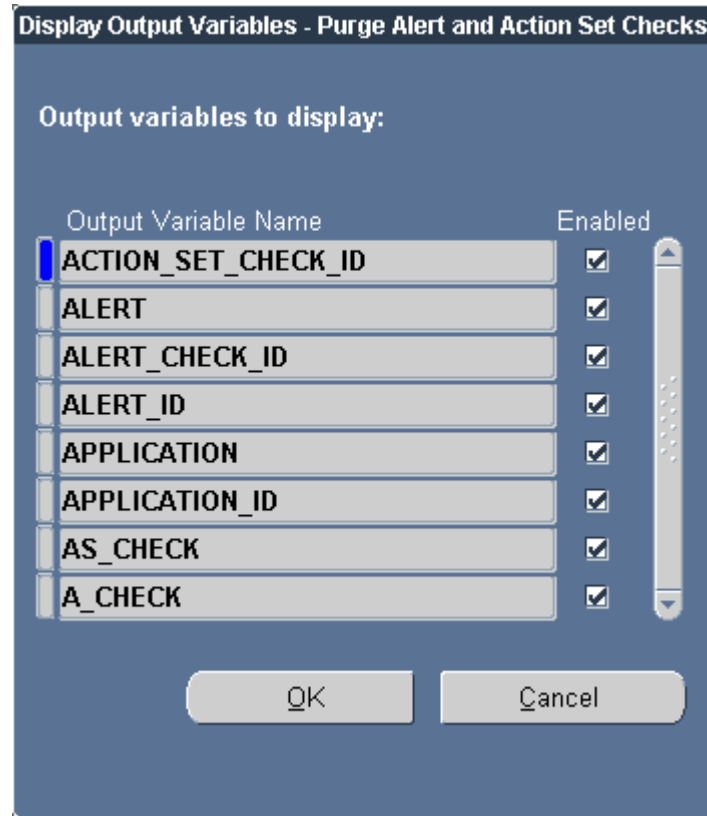 Display Output Variables - Purge Alert and Action Set Checks
Output variables to display:
Output Variable Name Enabled
ACTION_SET_CHECK_ID
ALERT
ALERT_CHECK_ID
ALERT_ID
APPLICATION
APPLICATION_ID
AS_CHECK
A_CHECK
OK Cancel